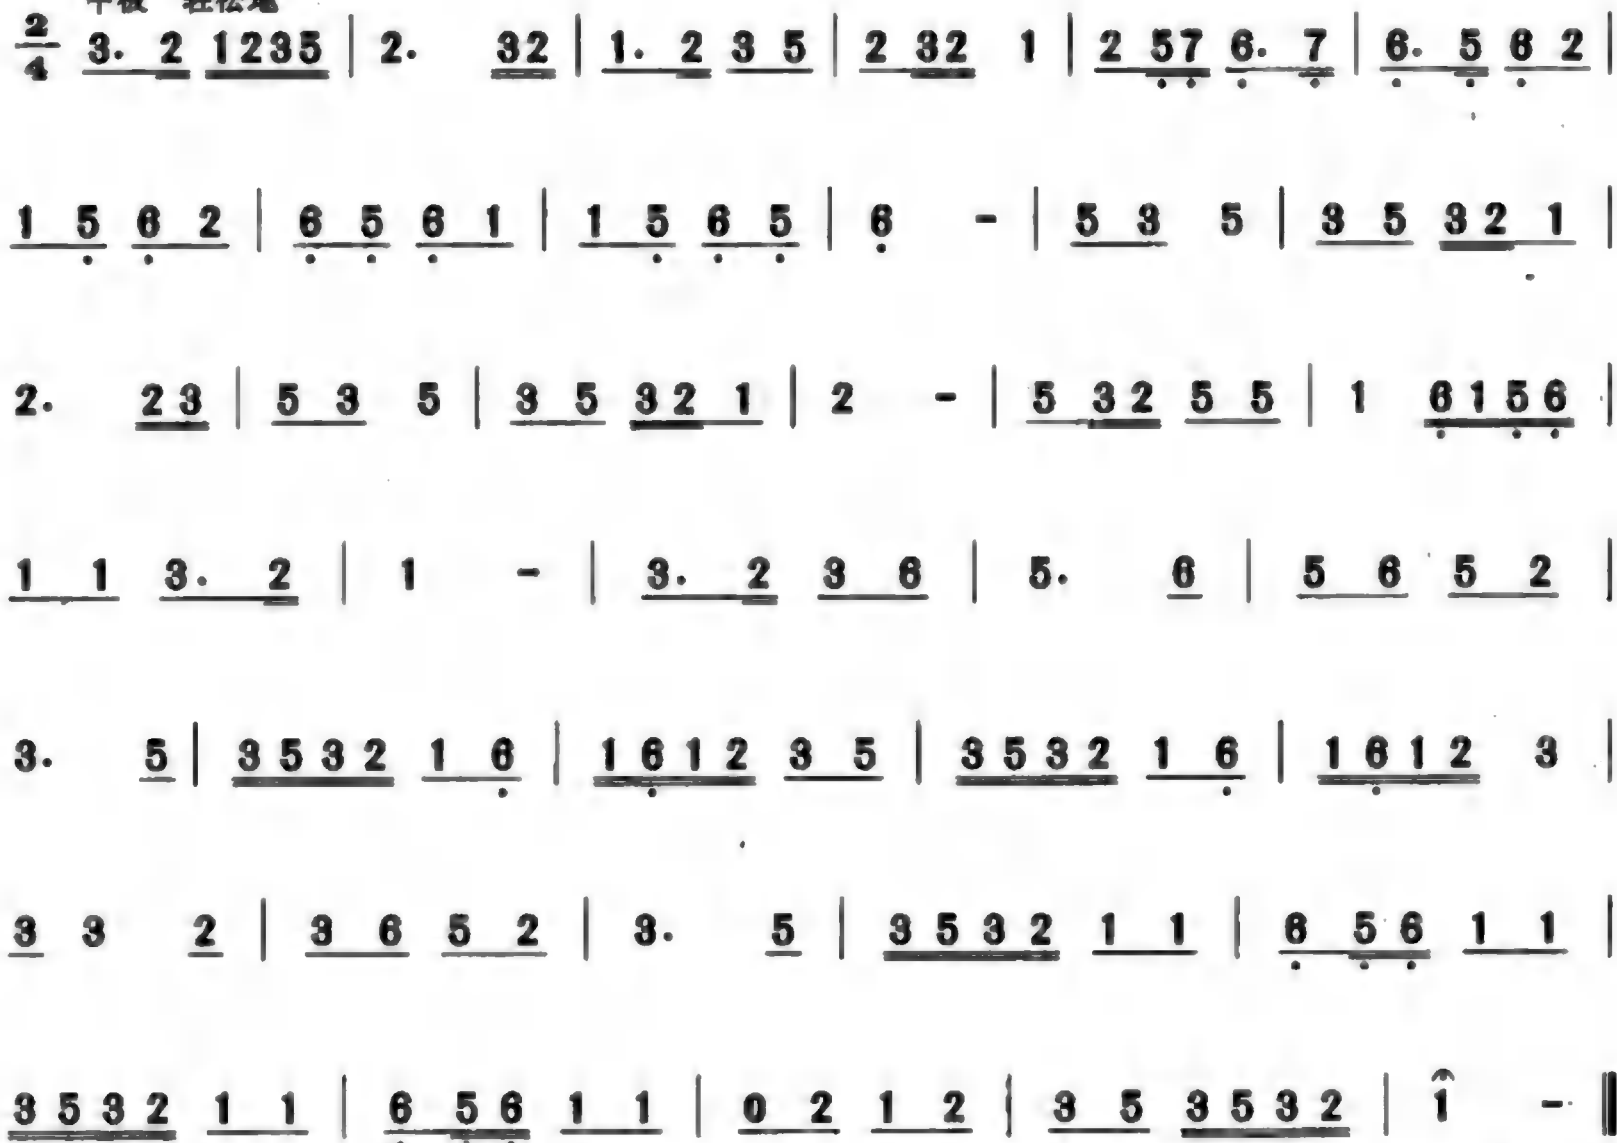 2/4 3. 2 1235 | 2. 32 | 1. 2 3 5 | 2 32 1 | 2 57 6. 7 | 6. 5 6 2 |
1 5 6 2 | 6 5 6 1 | 1 5 6 5 | 6 - | 5 3 5 | 3 5 32 1 |
2. 23 | 5 3 5 | 3 5 32 1 | 2 - | 5 32 5 5 | 1 6156 |
1 1 3. 2 | 1 - | 3. 2 3 6 | 5. 6 | 5 6 5 2 |
3. 5 | 3532 1 6 | 1612 3 5 | 3532 1 6 | 1612 3 |
3 3 2 | 3 6 5 2 | 3. 5 | 3532 1 1 | 6 56 1 1 |
3532 1 1 | 6 56 1 1 | 0 2 1 2 | 3 5 3532 | 1 - ‖